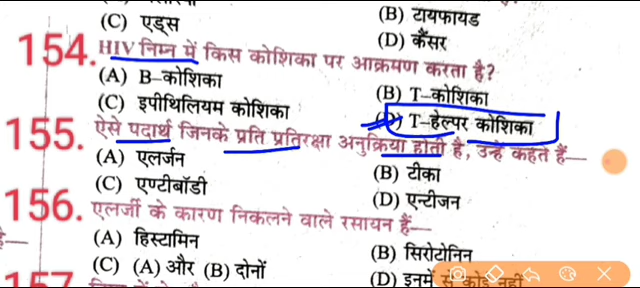 (C) एड्स
(B) टायफायड
(D) कैंसर
154. HIV निम्न में किस कोशिका पर आक्रमण करता है?
(A) B-कोशिका
(B) T-कोशिका
(C) इपीथिलियम कोशिका
(D) T-हेल्पर कोशिका
155. ऐसे पदार्थ जिनके प्रति प्रतिरक्षा अनुक्रिया होती है, उन्हें कहते हैं—
(A) एलर्जन
(B) टीका
(C) एण्टीबॉडी
(D) एन्टीजन
156. एलर्जी के कारण निकलने वाले रसायन हैं—
(A) हिस्टामिन
(B) सिरोटोनिन
(C) (A) और (B) दोनों
(D) इनमें से कोई नहीं
157